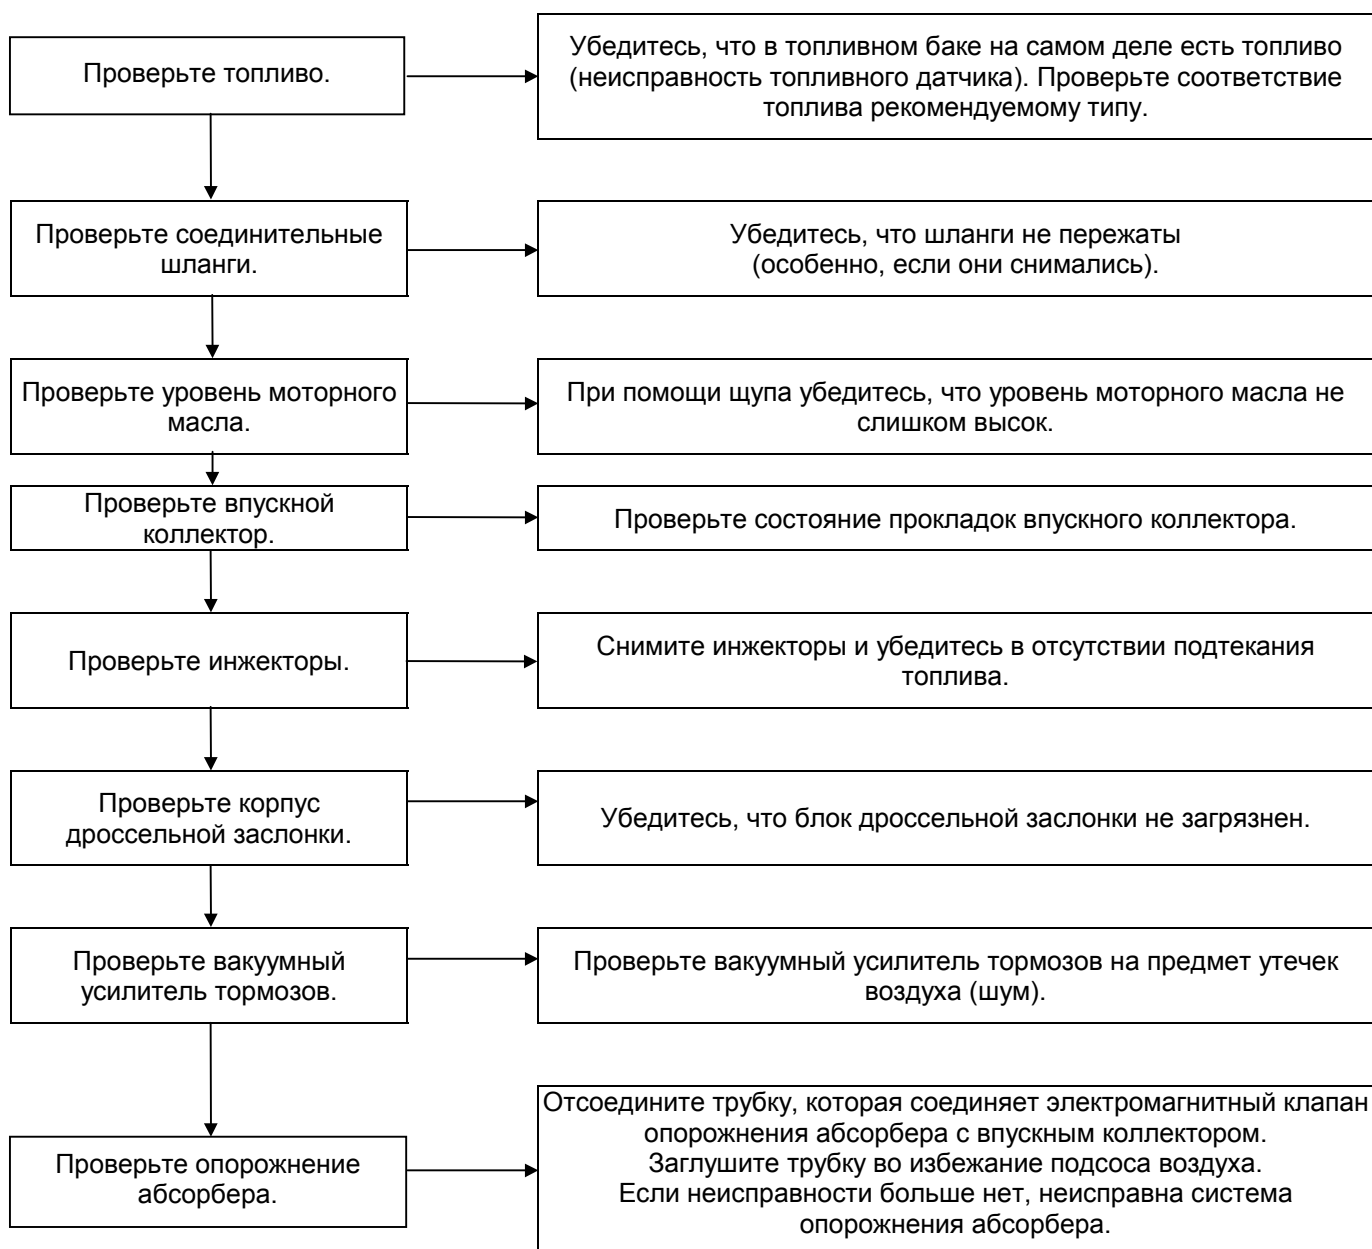 Проверьте топливо.
Убедитесь, что в топливном баке на самом деле есть топливо
(неисправность топливного датчика). Проверьте соответствие
топлива рекомендуемому типу.
Проверьте соединительные
шланги.
Убедитесь, что шланги не пережаты
(особенно, если они снимались).
Проверьте уровень моторного
масла.
При помощи щупа убедитесь, что уровень моторного масла не
слишком высок.
Проверьте впускной
коллектор.
Проверьте состояние прокладок впускного коллектора.
Проверьте инжекторы.
Снимите инжекторы и убедитесь в отсутствии подтекания
топлива.
Проверьте корпус
дроссельной заслонки.
Убедитесь, что блок дроссельной заслонки не загрязнен.
Проверьте вакуумный
усилитель тормозов.
Проверьте вакуумный усилитель тормозов на предмет утечек
воздуха (шум).
Проверьте опорожнение
абсорбера.
Отсоедините трубку, которая соединяет электромагнитный клапан
опорожнения абсорбера с впускным коллектором.
Заглушите трубку во избежание подсоса воздуха.
Если неисправности больше нет, неисправна система
опорожнения абсорбера.